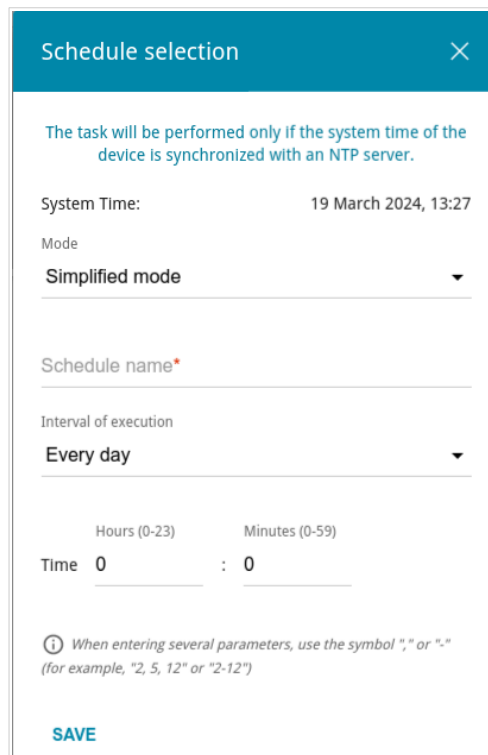 Schedule selection
The task will be performed only if the system time of the
device is synchronized with an NTP server.
System Time: 19 March 2024, 13:27
Mode
Simplified mode
Schedule name*
Interval of execution
Every day
Hours (0-23) Minutes (0-59)
Time 0 : 0
When entering several parameters, use the symbol "," or "-"
(for example, "2, 5, 12" or "2-12")
SAVE